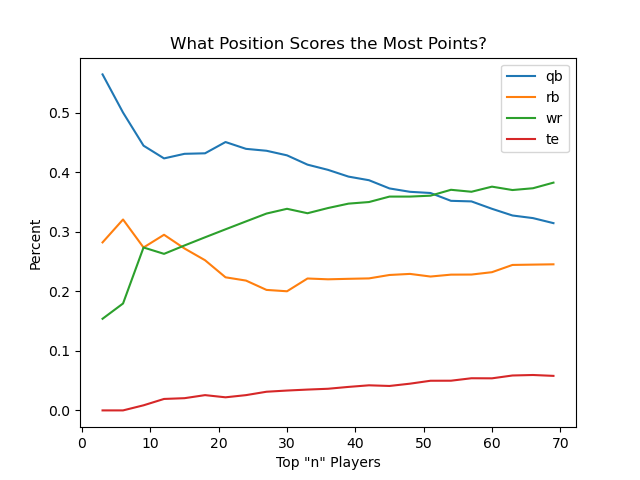 What Position Scores the Most Points?
qb
rb
wr
te
Percent
0.5
0.4
0.3
0.2
0.1
0.0
0 10 20 30 40 50 60 70
Top "n" Players